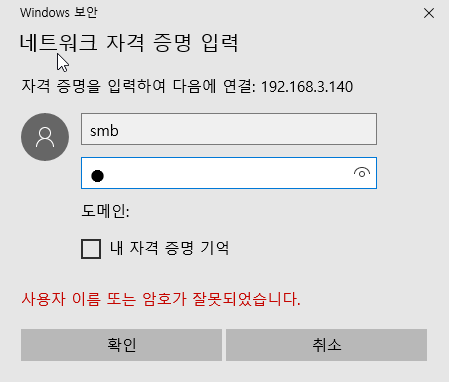 Windows 보안
네트워크 자격 증명 입력
자격 증명을 입력하여 다음에 연결: 192.168.3.140
smb
●
도메인:
내 자격 증명 기억
사용자 이름 또는 암호가 잘못되었습니다.
확인 취소